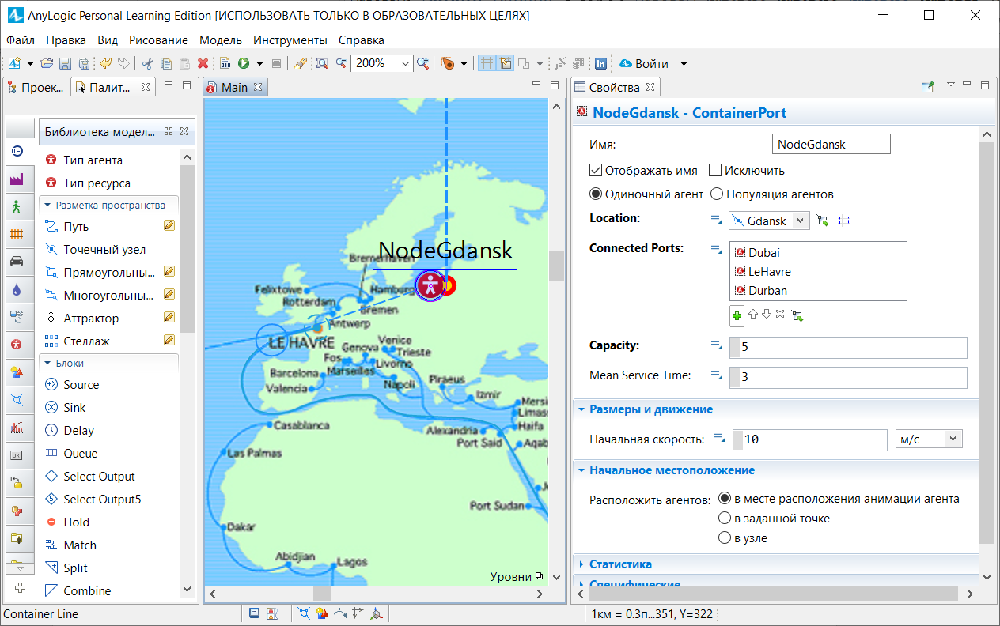 AnyLogic Personal Learning Edition [ИСПОЛЬЗОВАТЬ ТОЛЬКО В ОБРАЗОВАТЕЛЬНЫХ ЦЕЛЯХ]
Файл Правка Вид Рисование Модель Инструменты Справка
200% Войти
Проек... Палит...
Библиотека модел...
Тип агента
Тип ресурса
Разметка пространства
Путь
Точечный узел
Прямоугольны...
Многоугольны...
Аттрактор
Стеллаж
Блоки
Source
Sink
Delay
Queue
Select Output
Select Output5
Hold
Match
Split
Combine
Main
NodeGdansk
Bremerhaven
Felixtowe
Hamburg
Rotterdam
Bremen
Antwerp
LE HAVRE
Genova
Venice
Trieste
Fos
Livorno
Barcelona
Marseilles
Valencia
Napoli
Piraeus
Izmir
Mersi
Limass
Haifa
Casablanca
Alexandria
Port Said
Aqab
Las Palmas
Port Sudan
Dakar
Abidjian
Lagos
Уровни
Свойства
NodeGdansk - ContainerPort
Имя: NodeGdansk
Отображать имя Исключить
Одиночный агент Популяция агентов
Location: Gdansk
Connected Ports: Dubai
LeHavre
Durban
Capacity: 5
Mean Service Time: 3
Размеры и движение
Начальная скорость: 10 м/с
Начальное местоположение
Расположить агентов: в месте расположения анимации агента
в заданной точке
в узле
Статистика
Специфические
Container Line 1км = 0.3п...351, Y=322